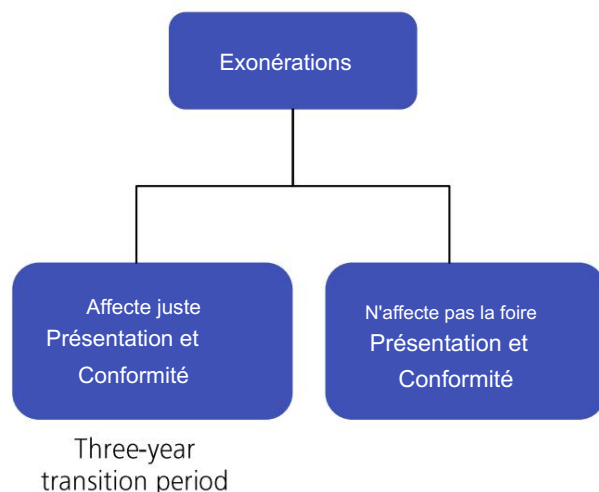 Exonérations
Affecte juste
Présentation et
Conformité
N'affecte pas la foire
Présentation et
Conformité
Three-year
transition period